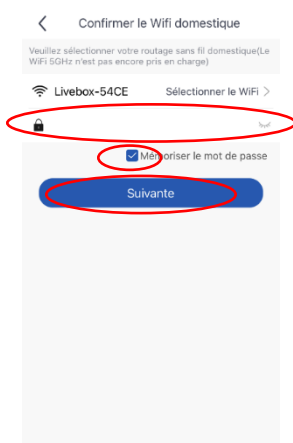 Confirmer le Wifi domestique
Veuillez sélectionner votre routage sans fil domestique(Le
WiFi 5GHz n'est pas encore pris en charge)
Livebox-54CE Sélectionner le WiFi >
Mémoriser le mot de passe
Suivante